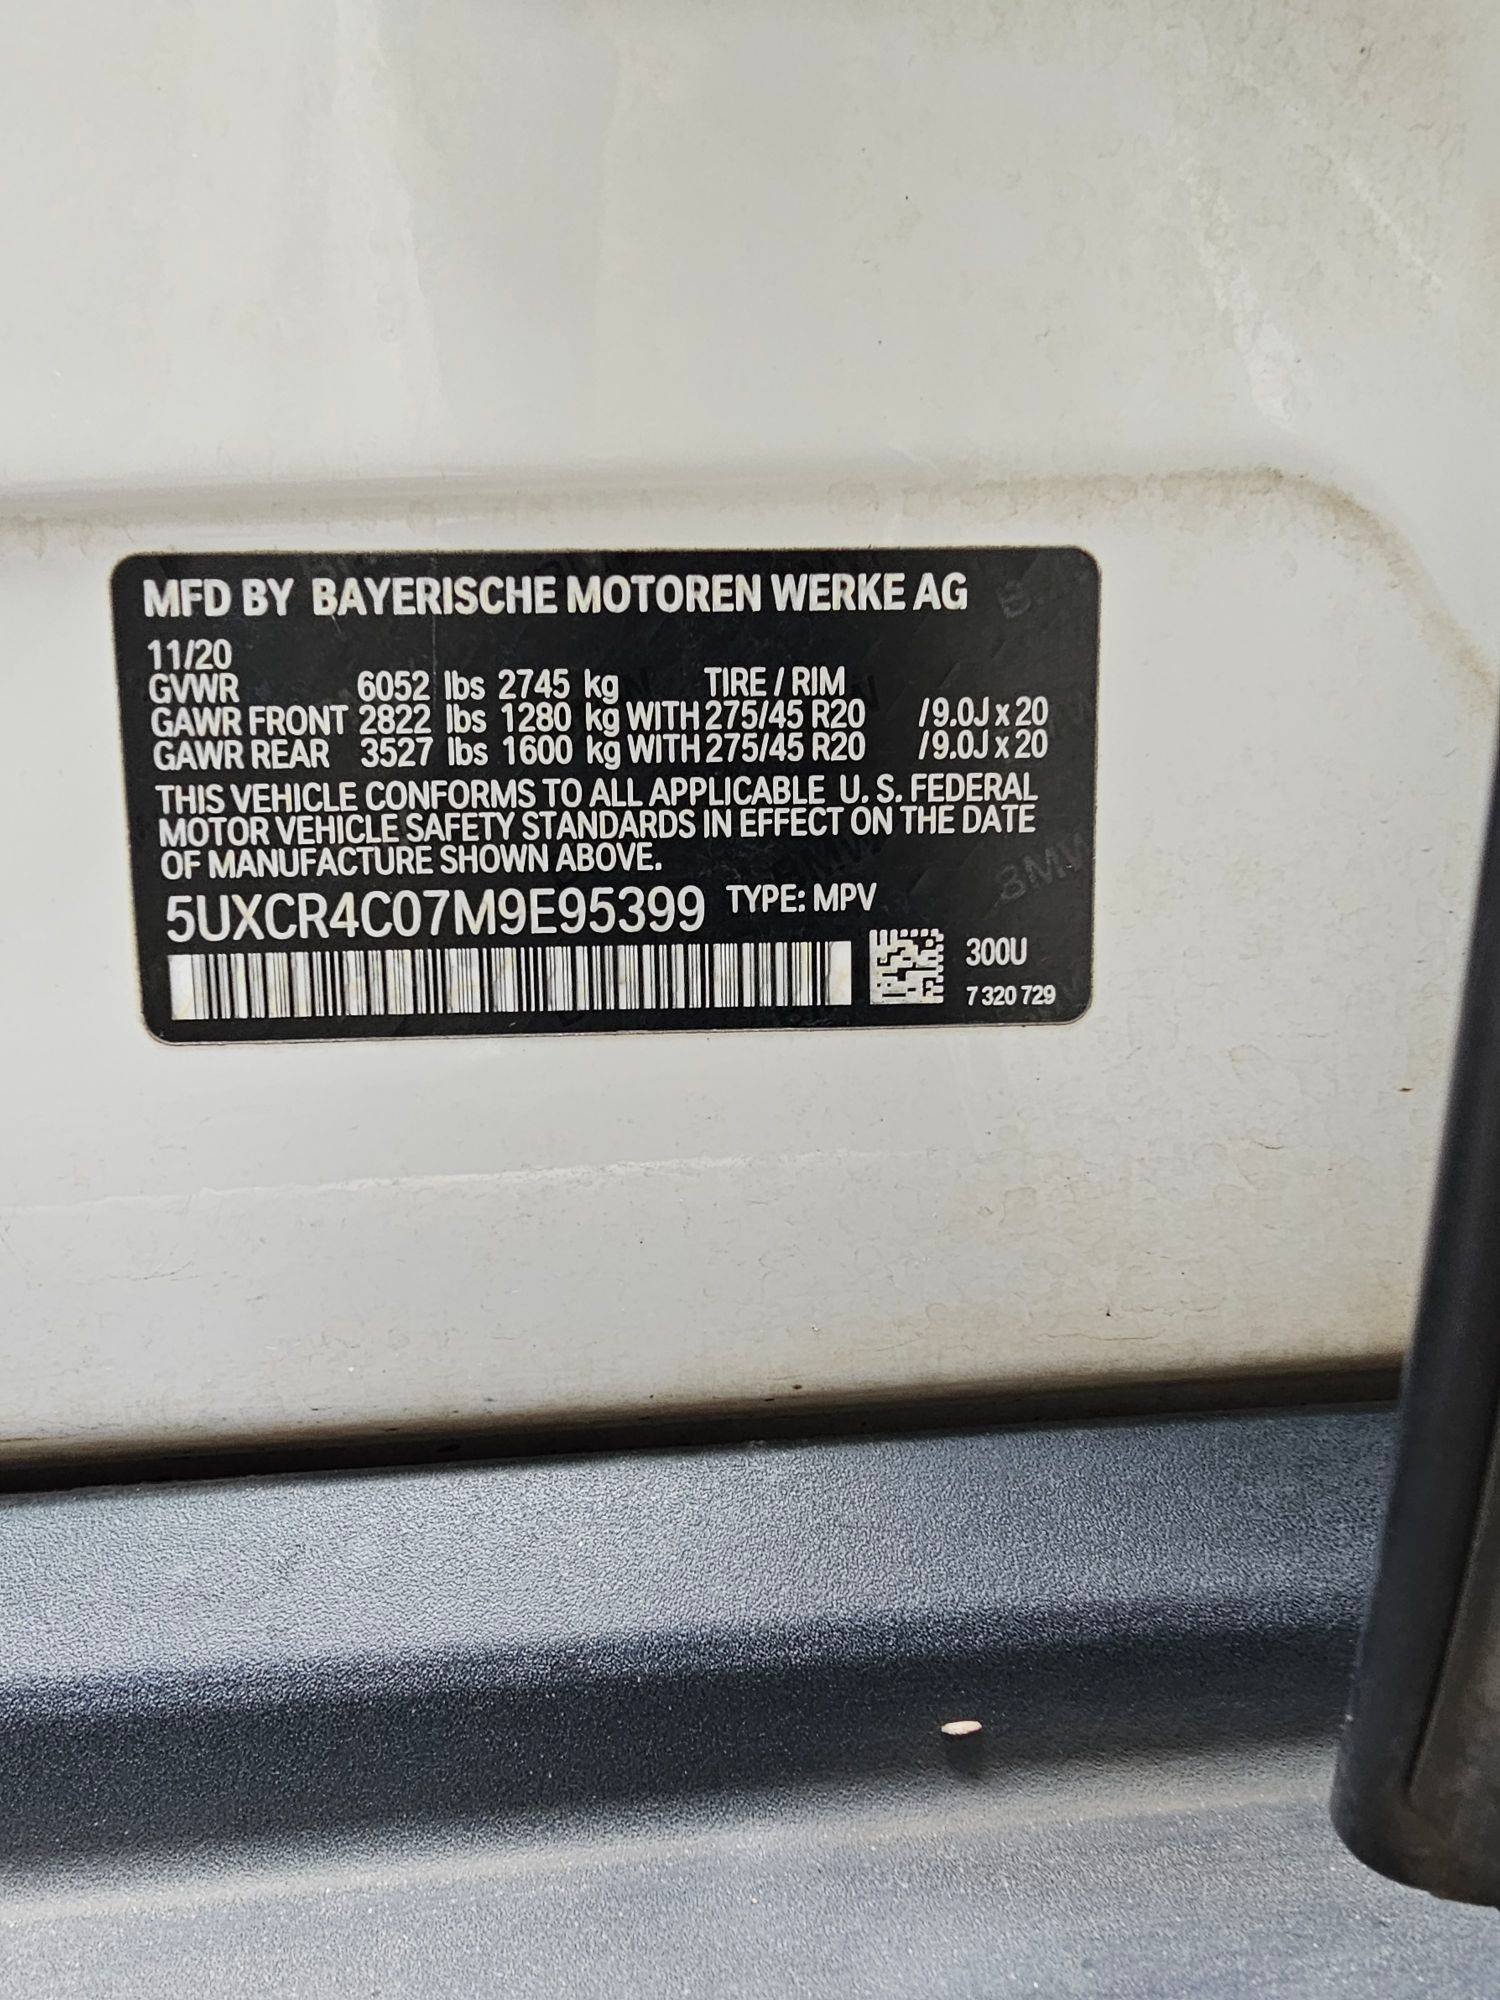 MFD BY BAYERISCHE MOTOREN WERKE AG
11/20
GVWR 6052 lbs 2745 kg TIRE / RIM
GAWR FRONT 2822 lbs 1280 kg WITH 275/45 R20 /9.0J x 20
GAWR REAR 3527 lbs 1600 kg WITH 275/45 R20 /9.0J x 20
THIS VEHICLE CONFORMS TO ALL APPLICABLE U. S. FEDERAL
MOTOR VEHICLE SAFETY STANDARDS IN EFFECT ON THE DATE
OF MANUFACTURE SHOWN ABOVE.
5UXCR4C07M9E95399 TYPE: MPV
300U
7 320 729